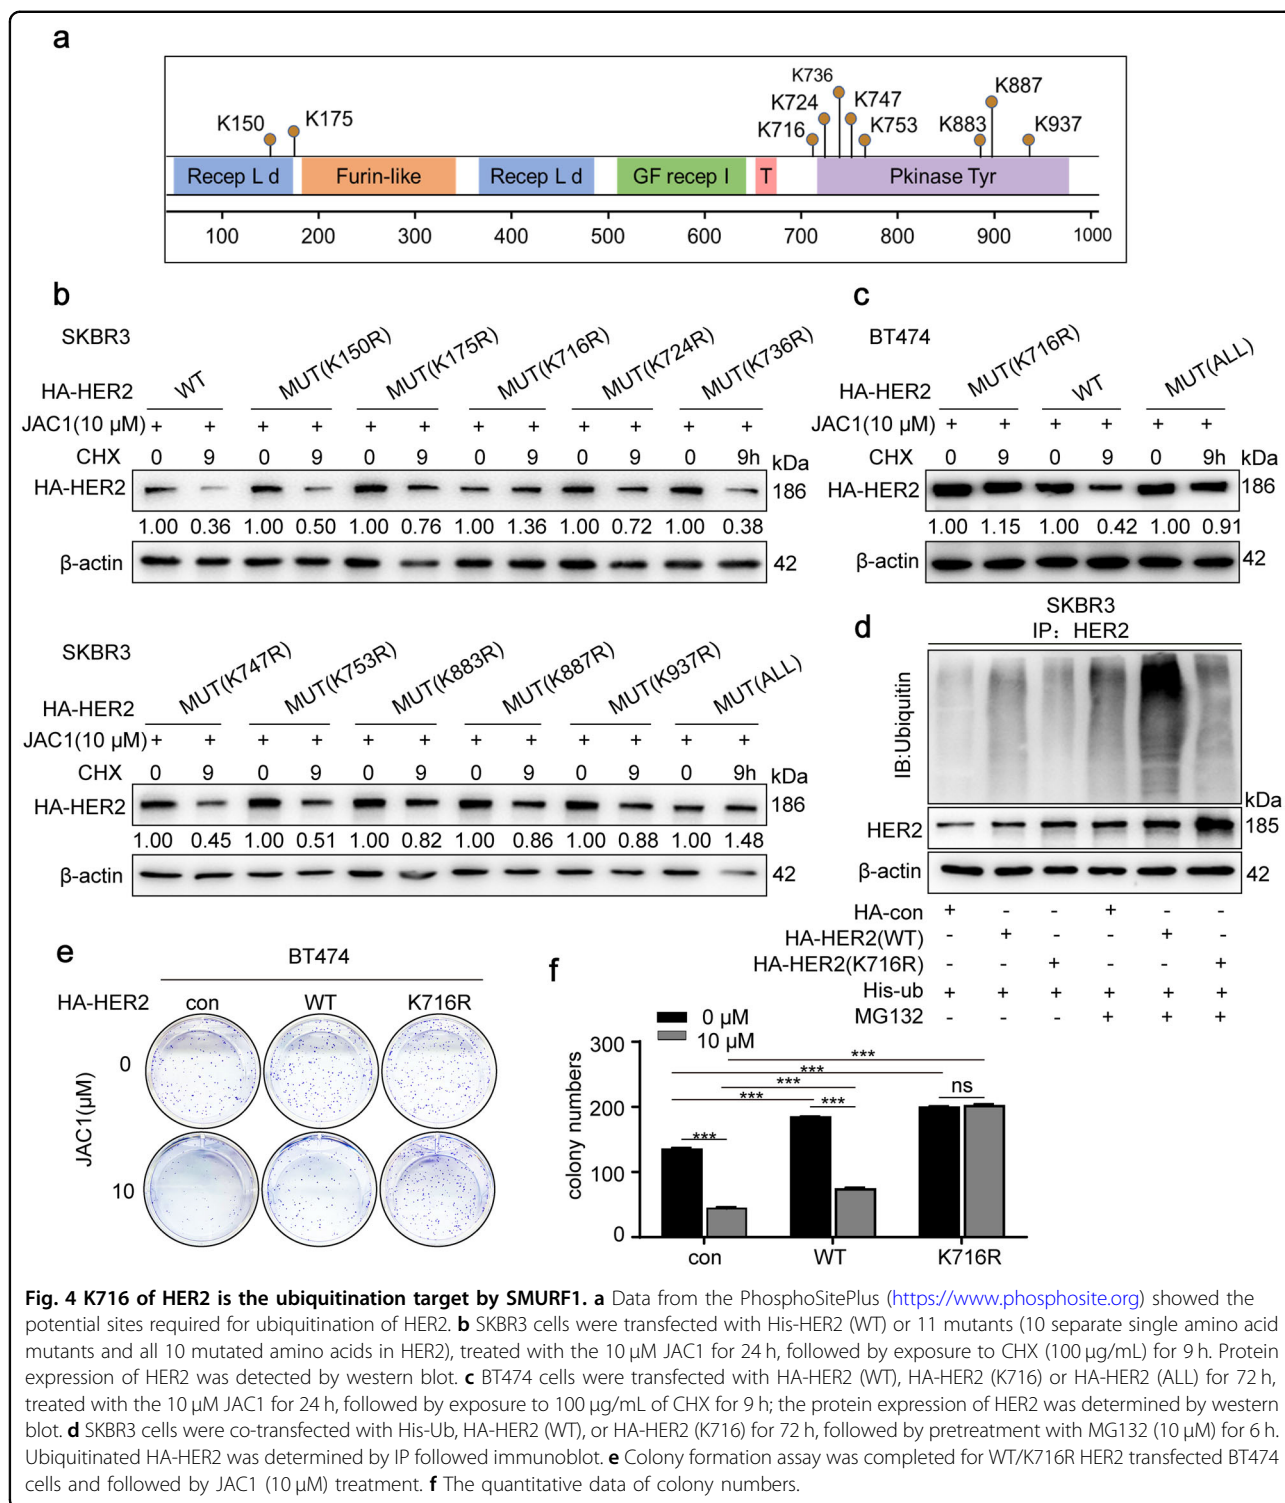 a
K736
K887
K724
K747
K150
K175
K716
K753
K883
K937
Recep L d
Furin-like
Recep L d
GF recep I
T
Pkinase Tyr
100 200 300 400 500 600 700 800 900 1000
b
SKBR3
HA-HER2
WT MUT(K150R) MUT(K175R) MUT(K716R) MUT(K724R) MUT(K736R)
JAC1(10 μM) + + + + + + + + + + + +
CHX 0 9 0 9 0 9 0 9 0 9 0 9h kDa
HA-HER2 186
1.00 0.36 1.00 0.50 1.00 0.76 1.00 1.36 1.00 0.72 1.00 0.38
β-actin 42
SKBR3
HA-HER2
MUT(K747R) MUT(K753R) MUT(K883R) MUT(K887R) MUT(K937R) MUT(ALL)
JAC1(10 μM) + + + + + + + + + + + +
CHX 0 9 0 9 0 9 0 9 0 9 0 9h kDa
HA-HER2 186
1.00 0.45 1.00 0.51 1.00 0.82 1.00 0.86 1.00 0.88 1.00 1.48
β-actin 42
c
BT474
HA-HER2
MUT(K716R) WT MUT(ALL)
JAC1(10 μM) + + + + + +
CHX 0 9 0 9 0 9h kDa
HA-HER2 186
1.00 1.15 1.00 0.42 1.00 0.91
β-actin 42
d
SKBR3
IP: HER2
IB:Ubiquitin
kDa
HER2 185
β-actin 42
HA-con + - - + - -
HA-HER2(WT) - + - - + -
HA-HER2(K716R) - - + - - +
His-ub + + + + + +
MG132 - - - + + +
e
BT474
HA-HER2 con WT K716R
JAC1(μM)
0
10
f
0 μM
10 μM
colony numbers
300
200
100
0
***
***
***
***
***
***
ns
con WT K716R
Fig. 4 K716 of HER2 is the ubiquitination target by SMURF1. a Data from the PhosphoSitePlus (https://www.phosphosite.org) showed the
potential sites required for ubiquitination of HER2. b SKBR3 cells were transfected with His-HER2 (WT) or 11 mutants (10 separate single amino acid
mutants and all 10 mutated amino acids in HER2), treated with the 10 μM JAC1 for 24 h, followed by exposure to CHX (100 μg/mL) for 9 h. Protein
expression of HER2 was detected by western blot. c BT474 cells were transfected with HA-HER2 (WT), HA-HER2 (K716) or HA-HER2 (ALL) for 72 h,
treated with the 10 μM JAC1 for 24 h, followed by exposure to 100 μg/mL of CHX for 9 h; the protein expression of HER2 was determined by western
blot. d SKBR3 cells were co-transfected with His-Ub, HA-HER2 (WT), or HA-HER2 (K716) for 72 h, followed by pretreatment with MG132 (10 μM) for 6 h.
Ubiquitinated HA-HER2 was determined by IP followed immunoblot. e Colony formation assay was completed for WT/K716R HER2 transfected BT474
cells and followed by JAC1 (10 μM) treatment. f The quantitative data of colony numbers.